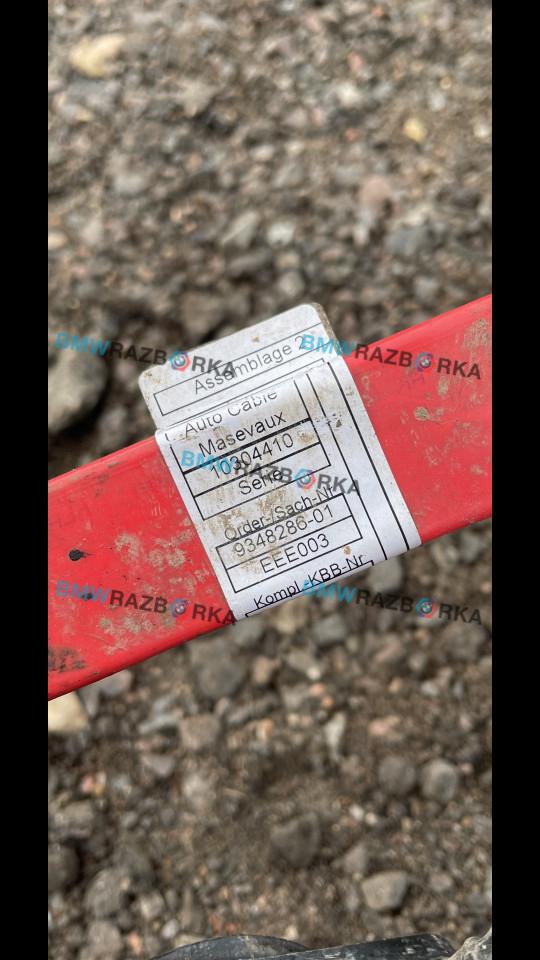 BMWRAZBORKA
BMWRAZBORKA
Assemblage
Auto Cable
Masevaux
10304410
BMWRAZBORKA
Serie
Order-/Sach-Nr
9348286-01
EEE003
Kompl.-KBB-Nr
BMWRAZBORKA
BMWRAZBORKA